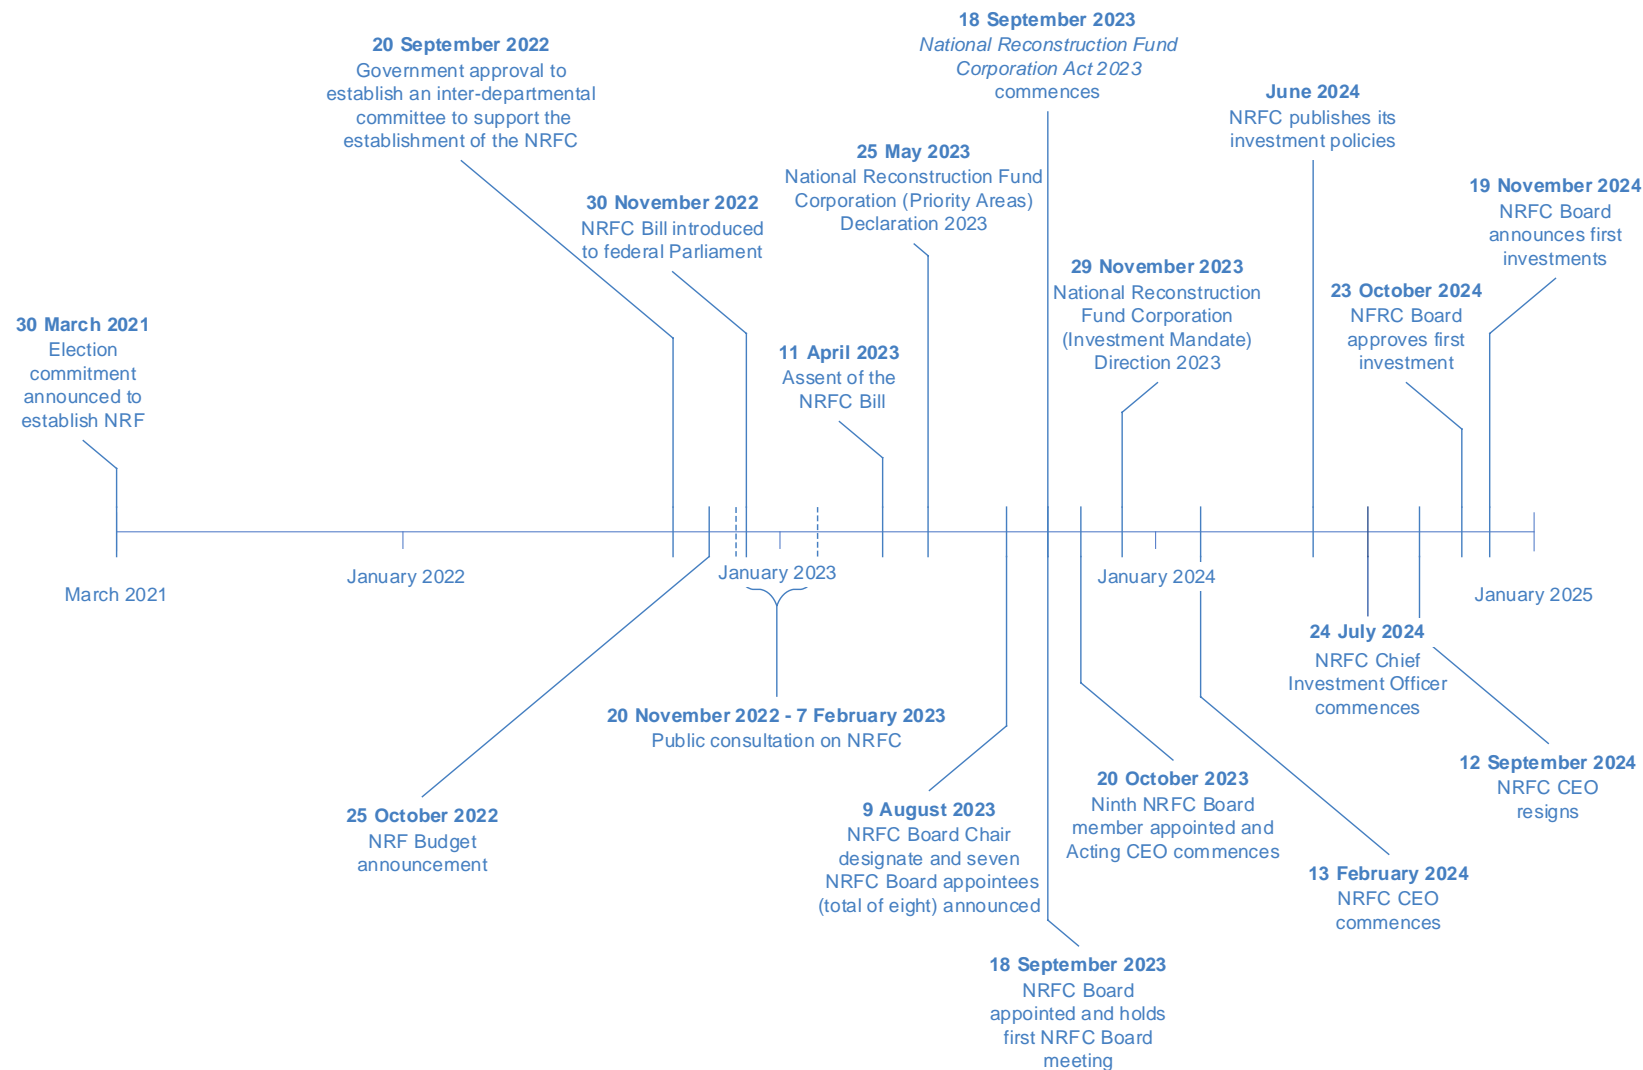 18 September 2023
National Reconstruction Fund
Corporation Act 2023
commences
20 September 2022
Government approval to
establish an inter-departmental
committee to support the
establishment of the NRFC
June 2024
NRFC publishes its
investment policies
25 May 2023
National Reconstruction Fund
Corporation (Priority Areas)
Declaration 2023
19 November 2024
NRFC Board
announces first
investments
30 November 2022
NRFC Bill introduced
to federal Parliament
29 November 2023
National Reconstruction
Fund Corporation
(Investment Mandate)
Direction 2023
23 October 2024
NFRC Board
approves first
investment
30 March 2021
Election
commitment
announced to
establish NRF
11 April 2023
Assent of the
NRFC Bill
March 2021
January 2022
January 2023
January 2024
January 2025
24 July 2024
NRFC Chief
Investment Officer
commences
20 November 2022 - 7 February 2023
Public consultation on NRFC
12 September 2024
NRFC CEO
resigns
25 October 2022
NRF Budget
announcement
9 August 2023
NRFC Board Chair
designate and seven
NRFC Board appointees
(total of eight) announced
20 October 2023
Ninth NRFC Board
member appointed and
Acting CEO commences
13 February 2024
NRFC CEO
commences
18 September 2023
NRFC Board
appointed and holds
first NRFC Board
meeting